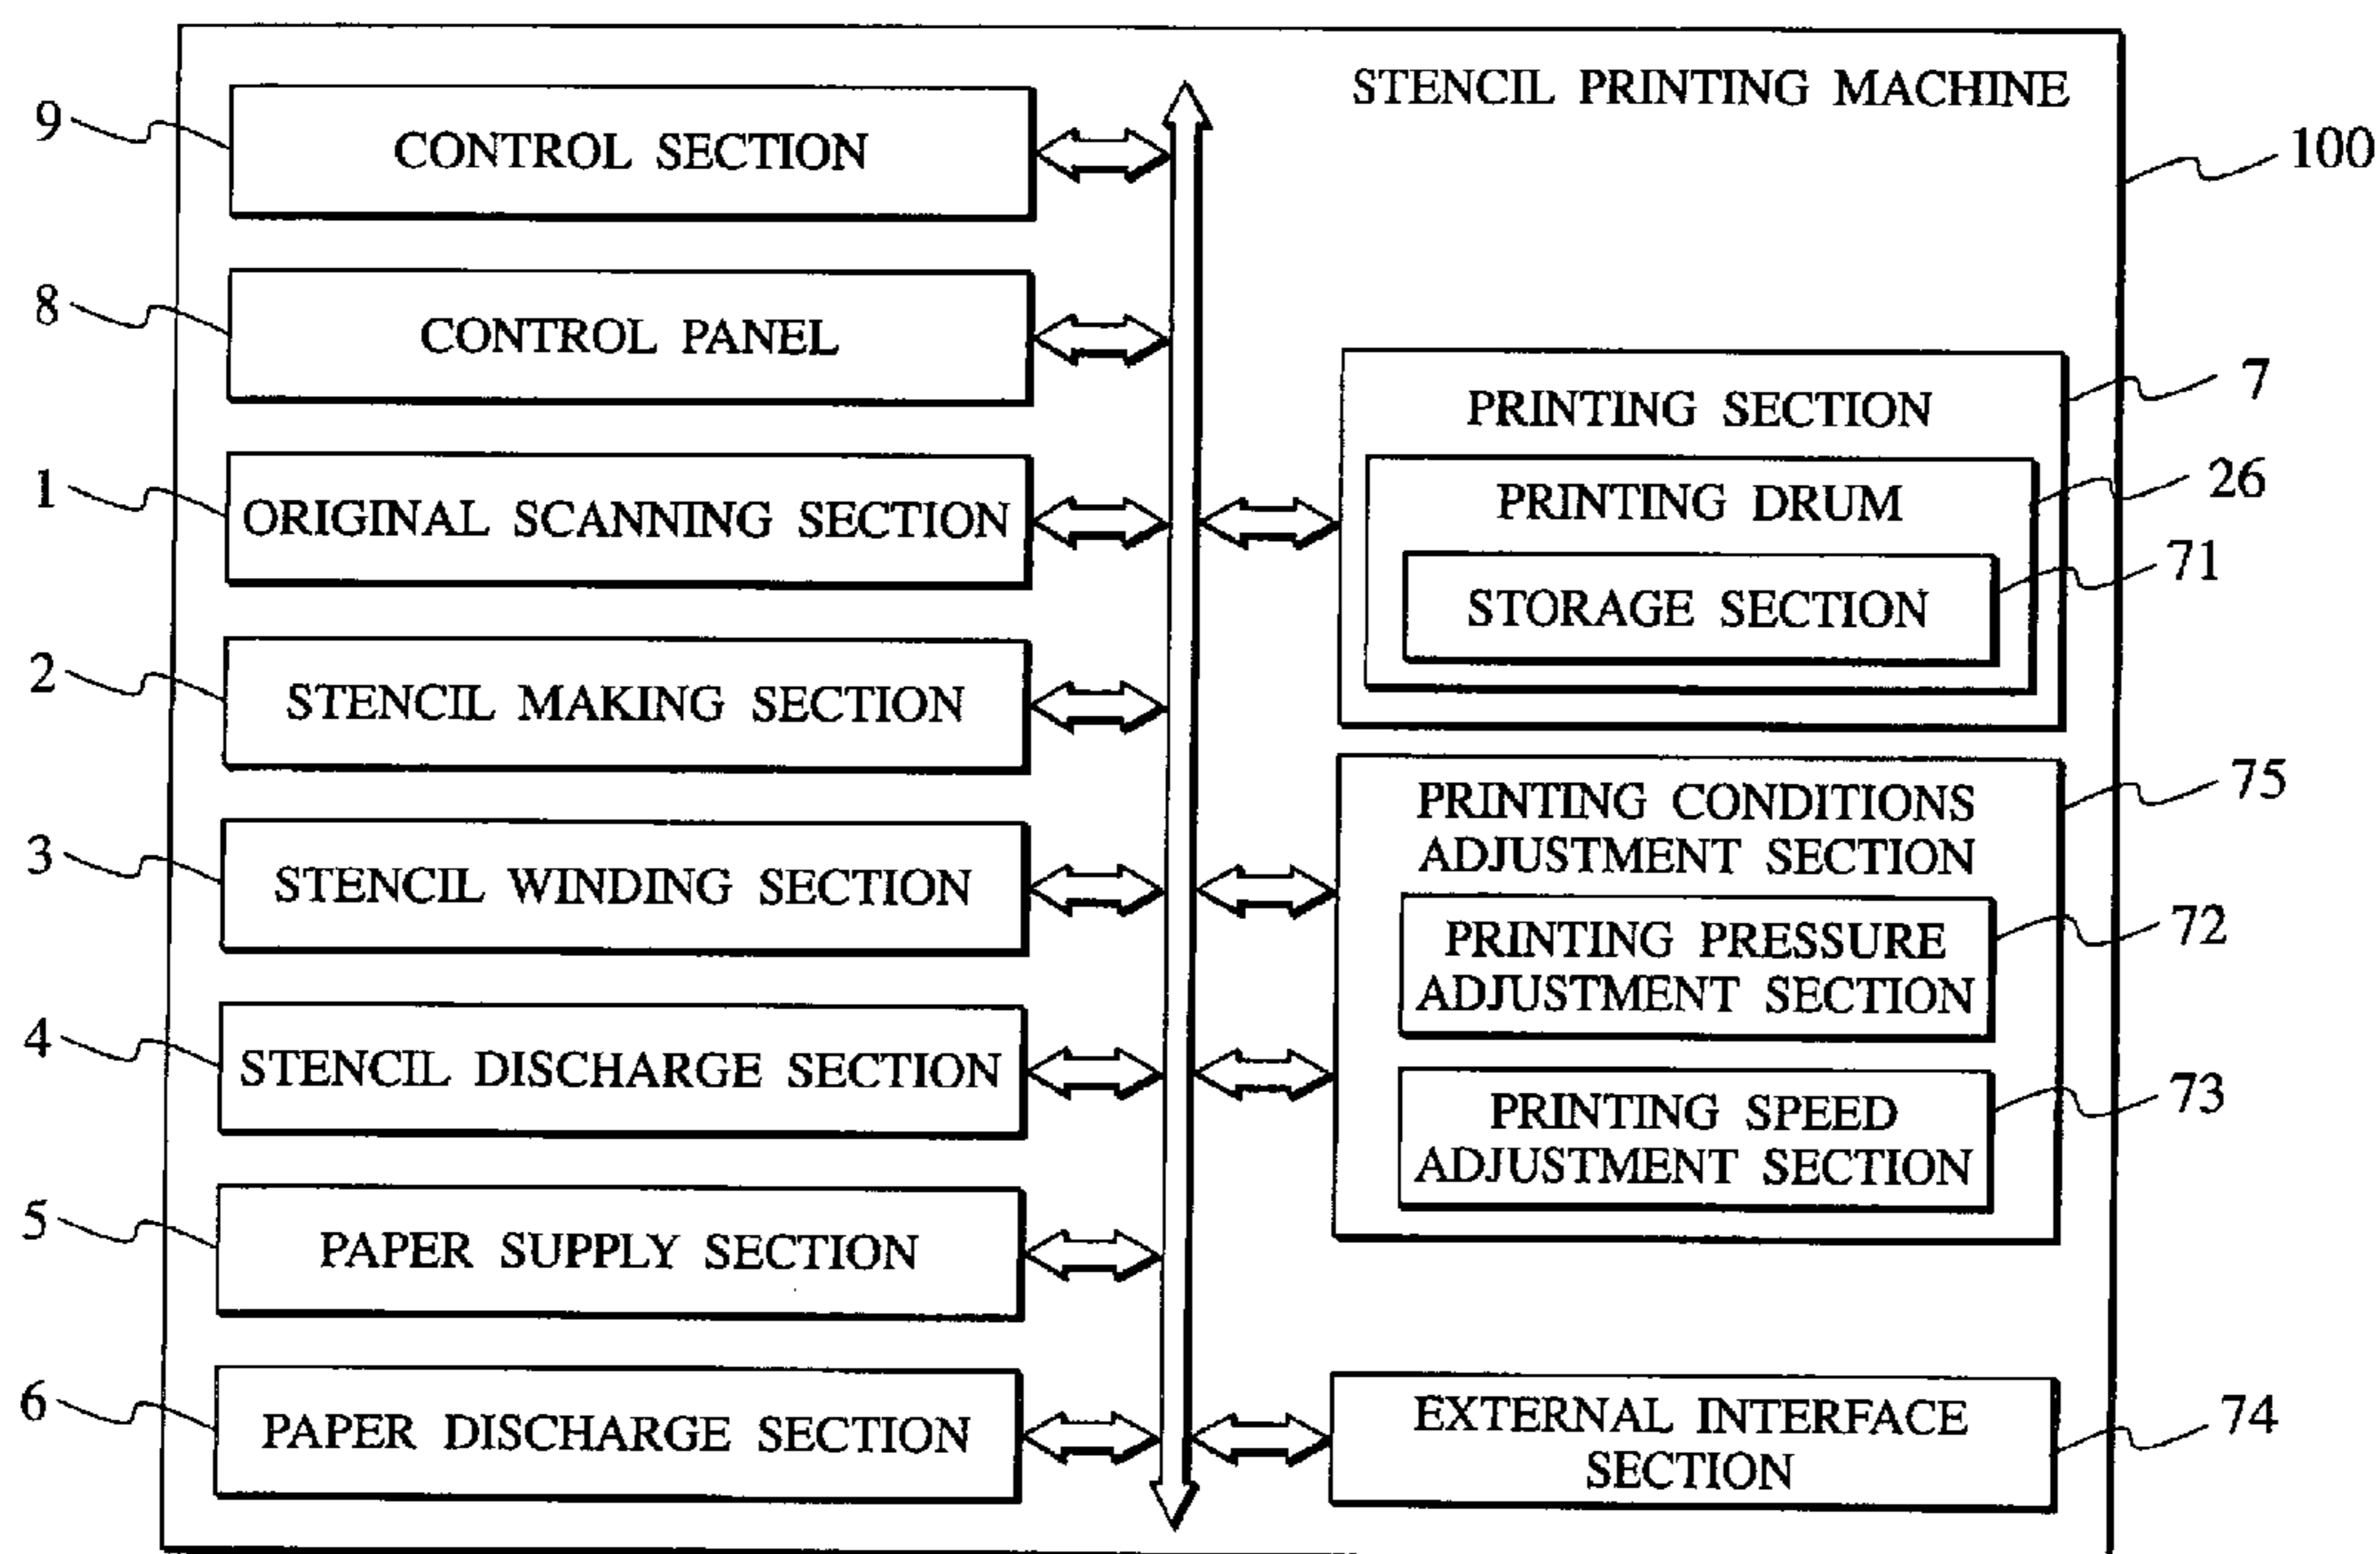 STENCIL PRINTING MACHINE
100
9
CONTROL SECTION
8
CONTROL PANEL
1
ORIGINAL SCANNING SECTION
2
STENCIL MAKING SECTION
3
STENCIL WINDING SECTION
4
STENCIL DISCHARGE SECTION
5
PAPER SUPPLY SECTION
6
PAPER DISCHARGE SECTION
PRINTING SECTION
7
PRINTING DRUM
26
STORAGE SECTION
71
PRINTING CONDITIONS
ADJUSTMENT SECTION
75
PRINTING PRESSURE
ADJUSTMENT SECTION
72
PRINTING SPEED
ADJUSTMENT SECTION
73
EXTERNAL INTERFACE
SECTION
74